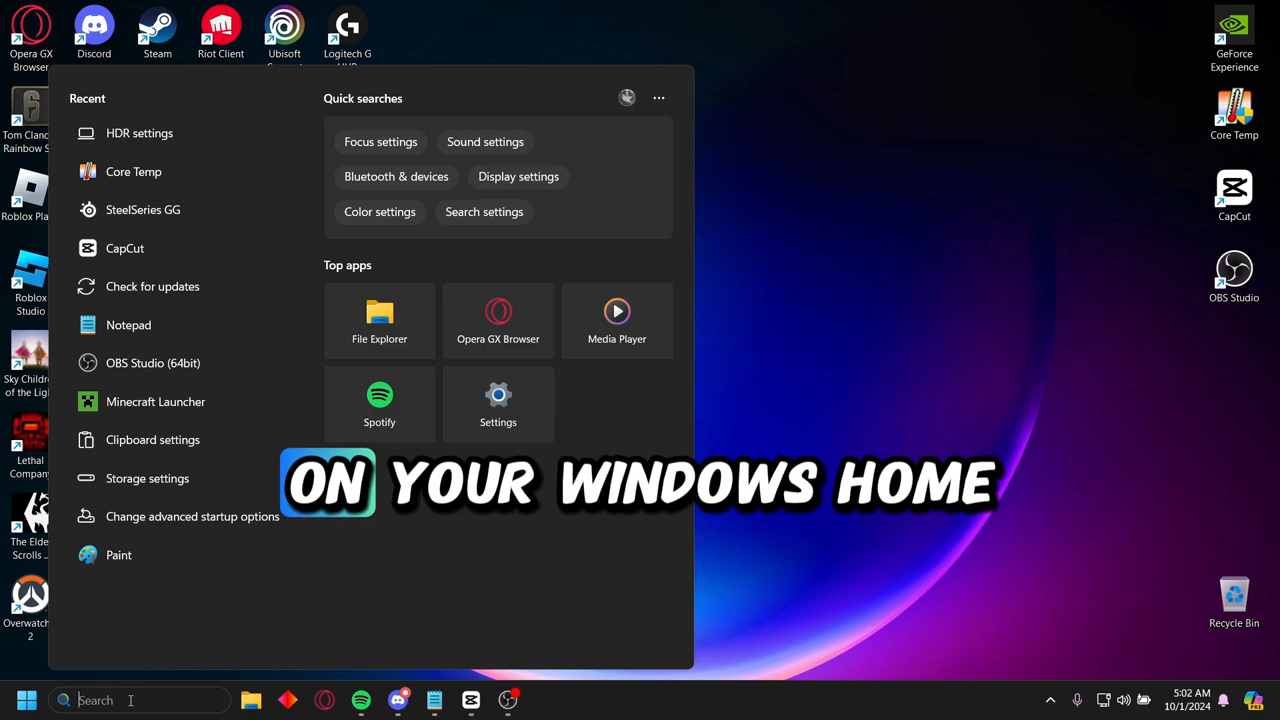 Opera GX
Browser
Discord
Steam
Riot Client
Ubisoft
Logitech G
GeForce
Experience
Tom Clanc
Rainbow S
Core Temp
Roblox Pla
CapCut
Roblox
Studio
OBS Studio
Sky Children
of the Ligh
Lethal
Company
The Elder
Scrolls ...
Overwatch
2
Recycle Bin
Recent
HDR settings
Core Temp
SteelSeries GG
CapCut
Check for updates
Notepad
OBS Studio (64bit)
Minecraft Launcher
Clipboard settings
Storage settings
Change advanced startup options
Paint
Quick searches
Focus settings
Sound settings
Bluetooth & devices
Display settings
Color settings
Search settings
Top apps
File Explorer
Opera GX Browser
Media Player
Spotify
Settings
ON YOUR WINDOWS HOME
Search
5:02 AM
10/1/2024
PRE